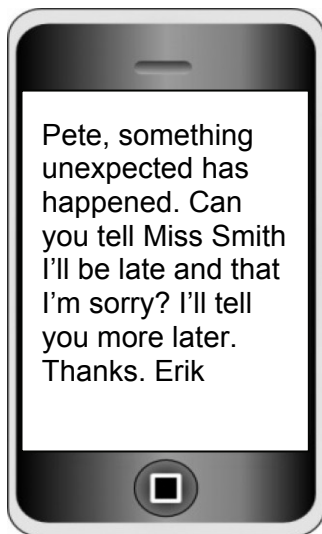 Pete, something
unexpected has
happened. Can
you tell Miss Smith
I'll be late and that
I'm sorry? I'll tell
you more later.
Thanks. Erik